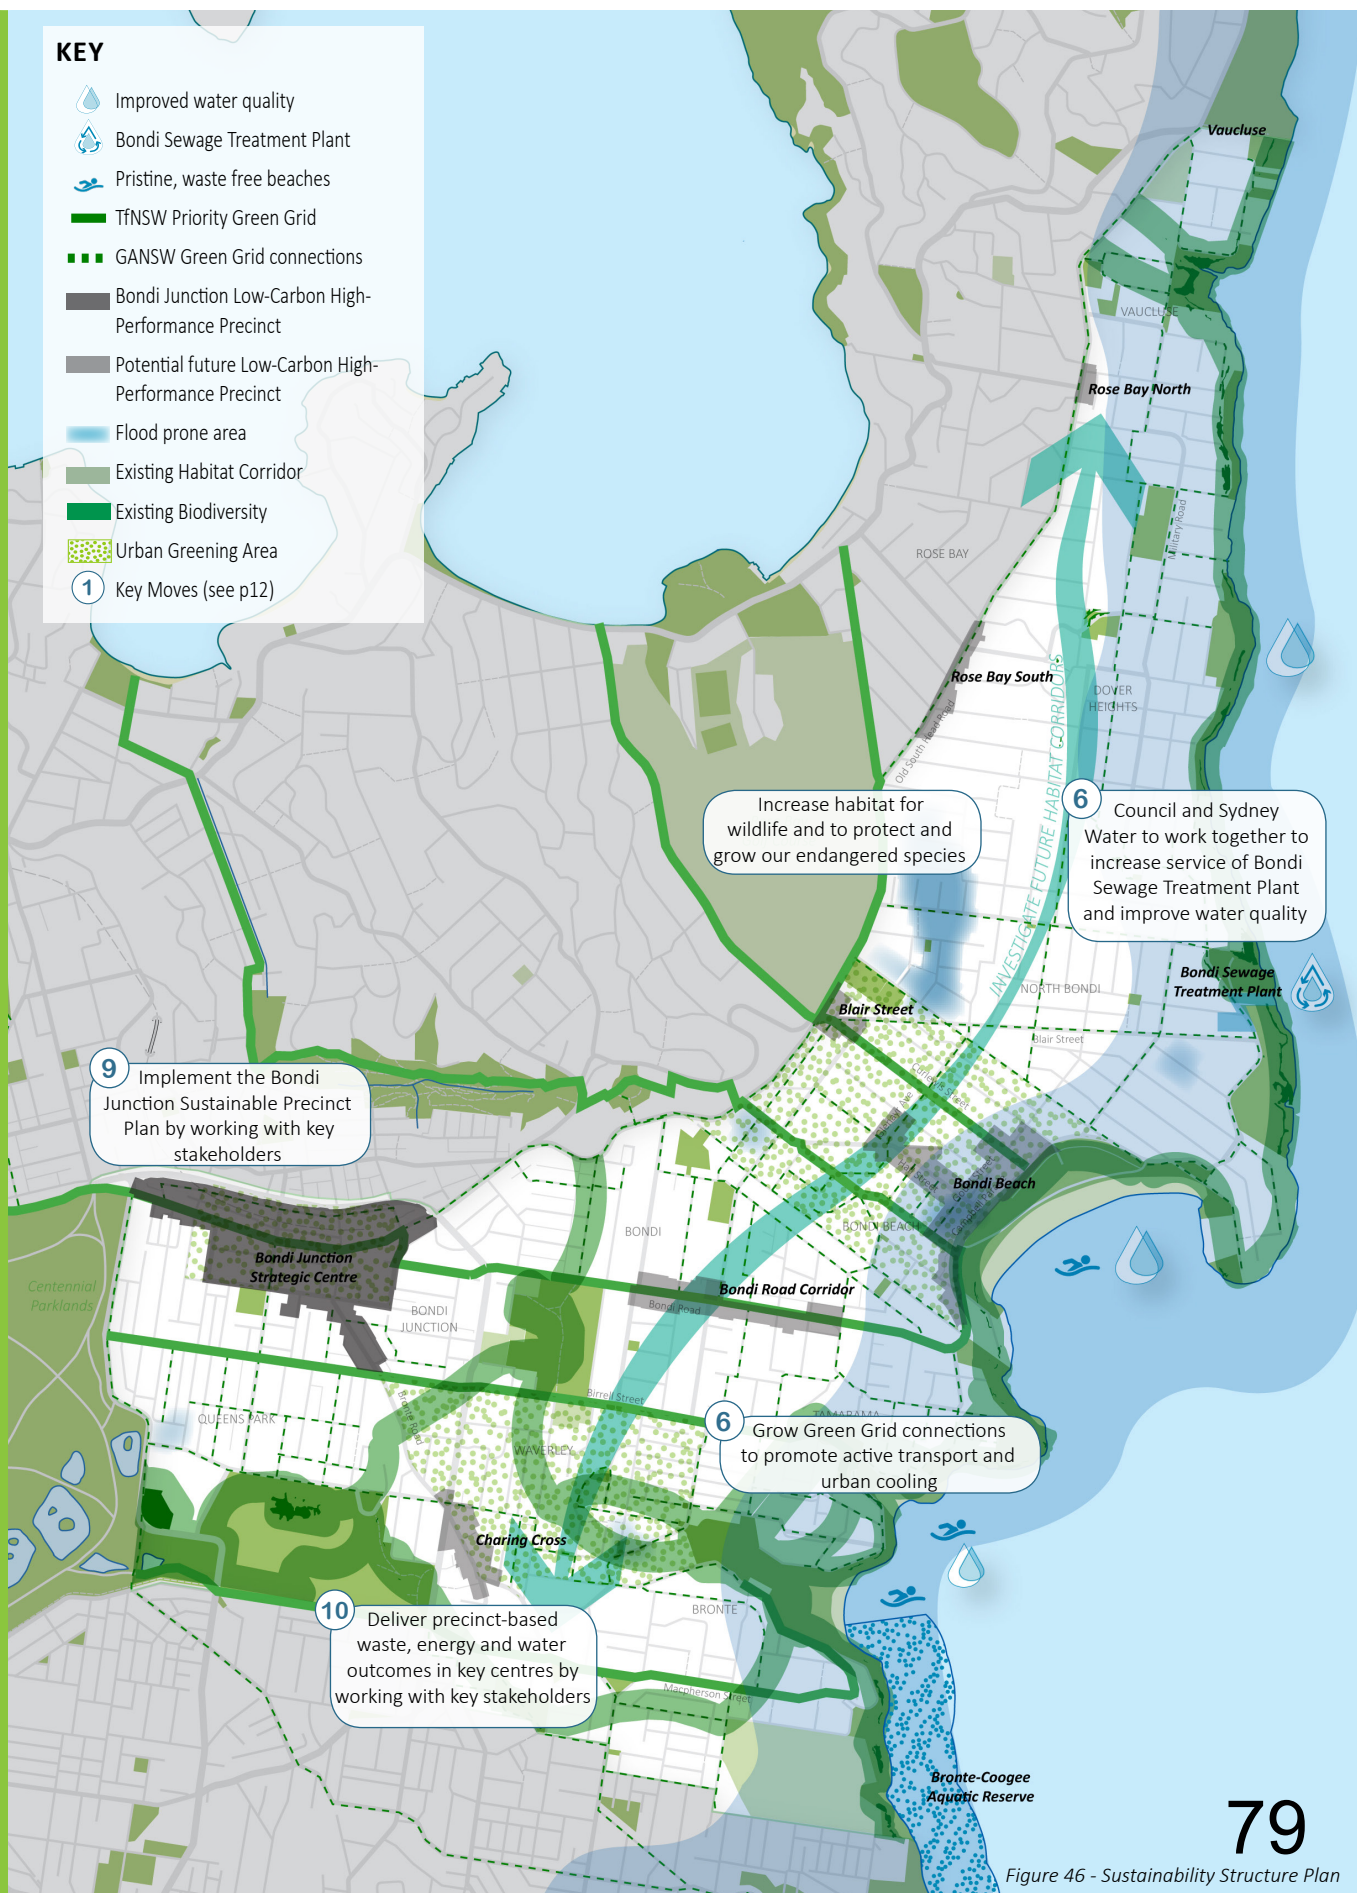 KEY
Improved water quality
Bondi Sewage Treatment Plant
Pristine, waste free beaches
TfNSW Priority Green Grid
GANSW Green Grid connections
Bondi Junction Low-Carbon High-
Performance Precinct
Potential future Low-Carbon High-
Performance Precinct
Flood prone area
Existing Habitat Corridor
Existing Biodiversity
Urban Greening Area
1
Key Moves (see p12)
Vaucluse
VAUCLUSE
Rose Bay North
Military Road
ROSE BAY
Rose Bay South
DOVER
HEIGHTS
Old South Head Road
INVESTIGATE FUTURE HABITAT CORRIDORS
Increase habitat for
wildlife and to protect and
grow our endangered species
6
Council and Sydney
Water to work together to
increase service of Bondi
Sewage Treatment Plant
and improve water quality
Bondi Sewage
Treatment Plant
NORTH BONDI
Blair Street
Blair Street
Curlewis Street
Hall Street
Campbell Parade
Bondi Beach
BONDI BEACH
9
Implement the Bondi
Junction Sustainable Precinct
Plan by working with key
stakeholders
BONDI
Bondi Junction
Strategic Centre
Centennial
Parklands
BONDI
JUNCTION
Bondi Road Corridor
Bondi Road
Birrell Street
Bronte Road
QUEENS PARK
WAVERLEY
TAMARAMA
6
Grow Green Grid connections
to promote active transport and
urban cooling
Charing Cross
10
Deliver precinct-based
waste, energy and water
outcomes in key centres by
working with key stakeholders
BRONTE
Macpherson Street
Bronte-Coogee
Aquatic Reserve
79
Figure 46 - Sustainability Structure Plan